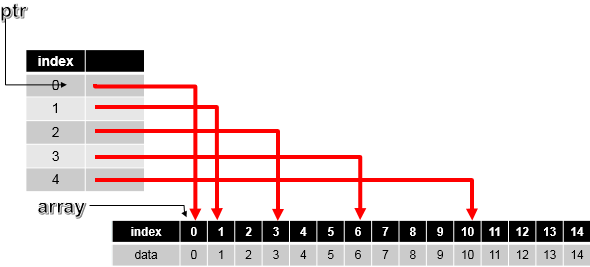 ptr
index
0
1
2
3
4
array
index 0 1 2 3 4 5 6 7 8 9 10 11 12 13 14
data 0 1 2 3 4 5 6 7 8 9 10 11 12 13 14